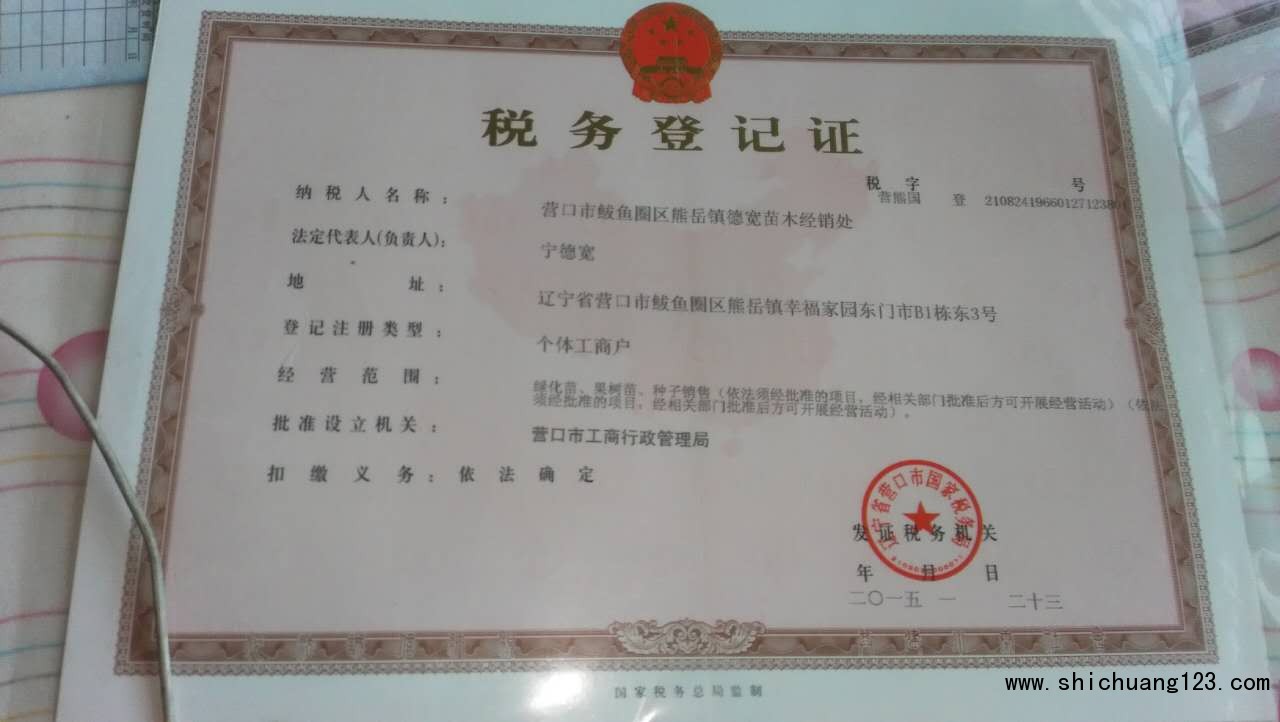 税务登记证
税 字 号
营熊国 登 21082419660127123801
纳税人名称：
营口市鲅鱼圈区熊岳镇德宽苗木经销处
法定代表人(负责人)：
宁德宽
地 址：
辽宁省营口市鲅鱼圈区熊岳镇幸福家园东门市B1栋东3号
登记注册类型：
个体工商户
经营范围：
绥化苗、果树苗、种子销售（依法须经批准的项目，经相关部门批准后方可开展经营活动）（依法
须经批准的项目，经相关部门批准后方可开展经营活动）。
批准设立机关：
营口市工商行政管理局
扣缴义务：依法确定
辽宁省营口市国家税务局
发证税务机关
年 月 日
二〇一五 一 二十三
国家税务总局监制
www.shichuang123.com